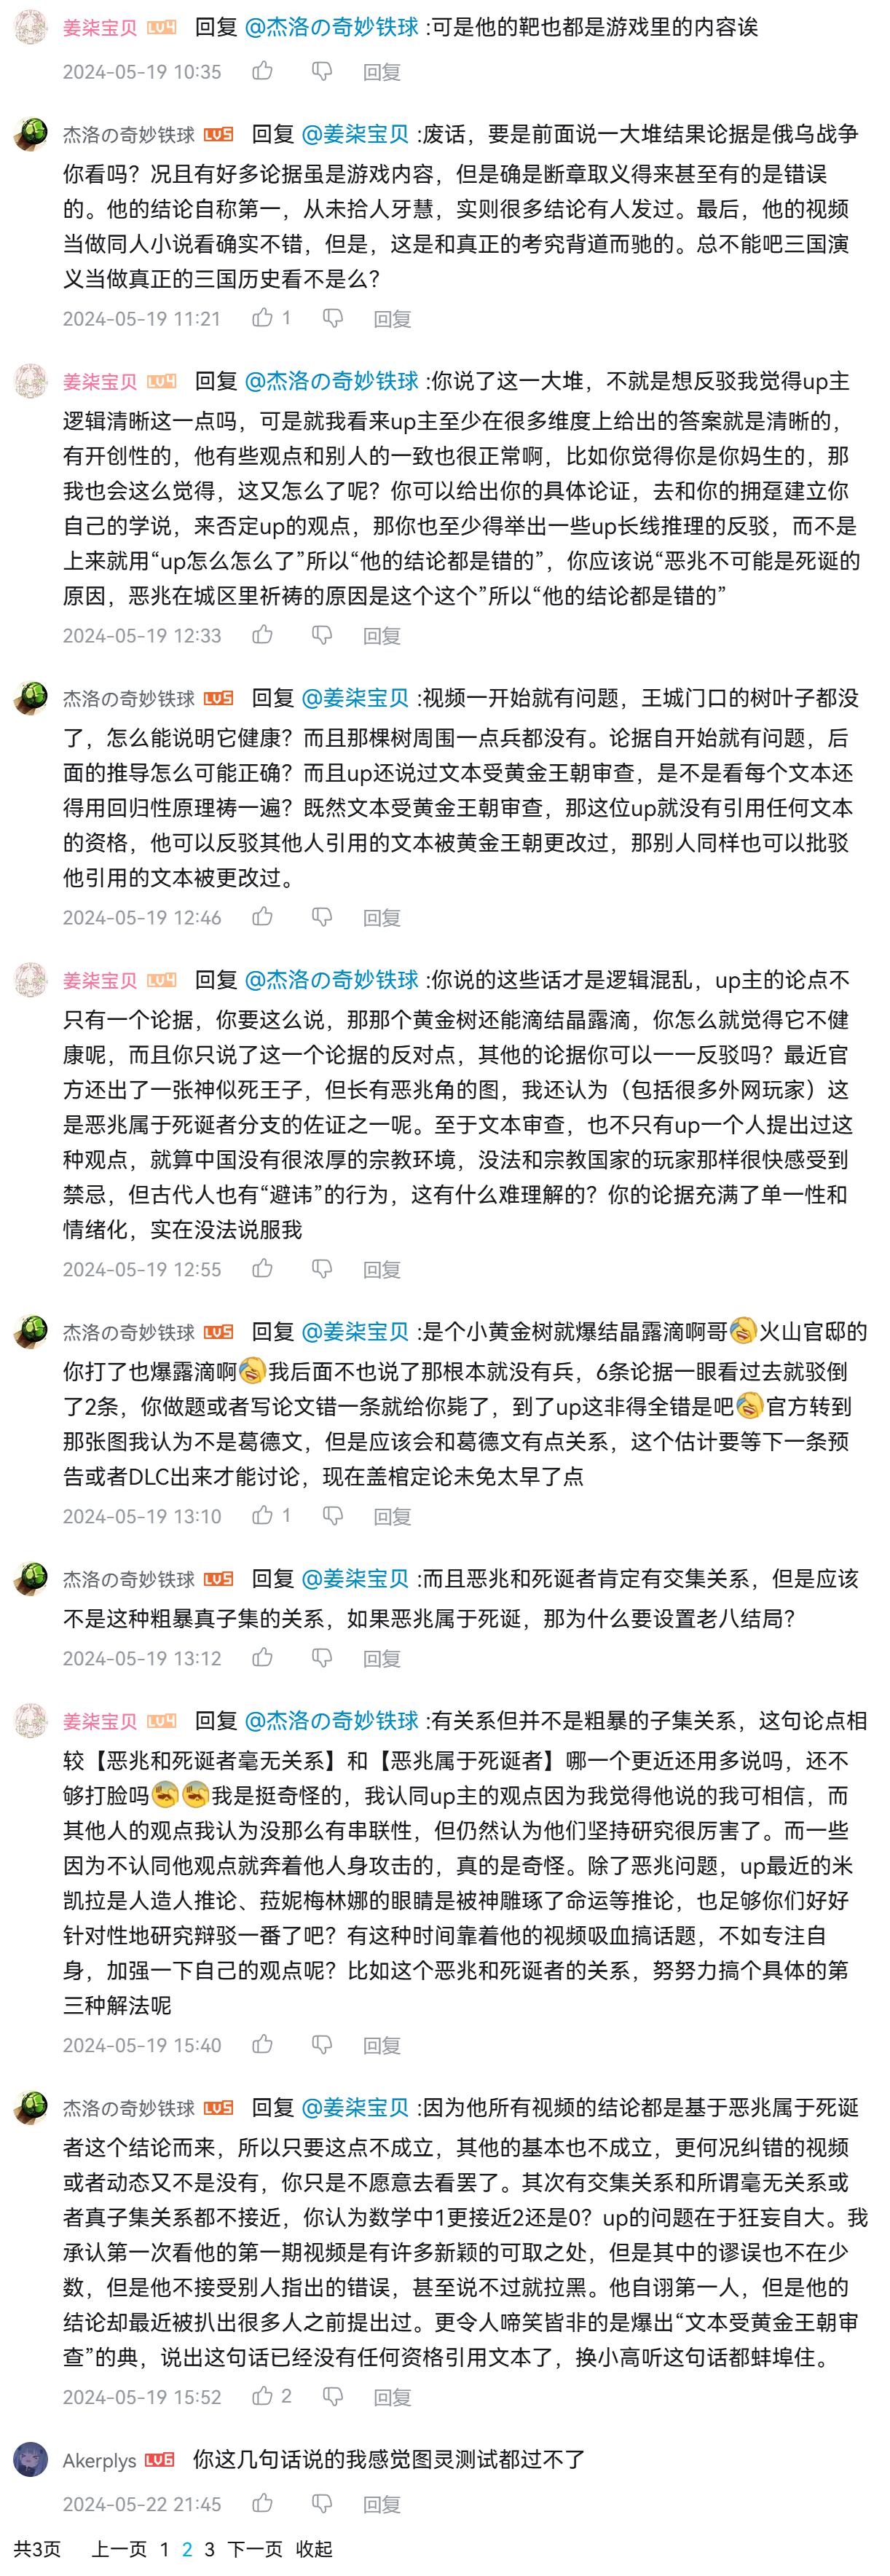 姜柒宝贝 LV4 回复 @杰洛の奇妙铁球 :可是他的靶也都是游戏里的内容诶
2024-05-19 10:35 回复
杰洛の奇妙铁球 LV5 回复 @姜柒宝贝 :废话，要是前面说一大堆结果论据是俄乌战争
你看吗？况且有好多论据虽是游戏内容，但是确是断章取义得来甚至有的是错误
的。他的结论自称第一，从未拾人牙慧，实则很多结论有人发过。最后，他的视频
当做同人小说看确实不错，但是，这是和真正的考究背道而驰的。总不能吧三国演
义当做真正的三国历史看不是么？
2024-05-19 11:21 1 回复
姜柒宝贝 LV4 回复 @杰洛の奇妙铁球 :你说了这一大堆，不就是想反驳我觉得up主
逻辑清晰这一点吗，可是就我看来up主至少在很多维度上给出的答案就是清晰的，
有开创性的，他有些观点和别人的一致也很正常啊，比如你觉得你是你妈生的，那
我也会这么觉得，这又怎么了呢？你可以给出你的具体论证，去和你的拥趸建立你
自己的学说，来否定up的观点，那你也至少得举出一些up长线推理的反驳，而不是
上来就用“up怎么怎么了”所以“他的结论都是错的”，你应该说“恶兆不可能是死诞的
原因，恶兆在城区里祈祷的原因是这个这个”所以“他的结论都是错的”
2024-05-19 12:33 回复
杰洛の奇妙铁球 LV5 回复 @姜柒宝贝 :视频一开始就有问题，王城门口的树叶子都没
了，怎么能说明它健康？而且那棵树周围一点兵都没有。论据自开始就有问题，后
面的推导怎么可能正确？而且up还说过文本受黄金王朝审查，是不是看每个文本还
得用回归性原理祷一遍？既然文本受黄金王朝审查，那这位up就没有引用任何文本
的资格，他可以反驳其他人引用的文本被黄金王朝更改过，那别人同样也可以批驳
他引用的文本被更改过。
2024-05-19 12:46 回复
姜柒宝贝 LV4 回复 @杰洛の奇妙铁球 :你说的这些话才是逻辑混乱，up主的论点不
只有一个论据，你要这么说，那那个黄金树还能滴结晶露滴，你怎么就觉得它不健
康呢，而且你只说了这一个论据的反对点，其他的论据你可以一一反驳吗？最近官
方还出了一张神似死王子，但长有恶兆角的图，我还认为（包括很多外网玩家）这
是恶兆属于死诞者分支的佐证之一呢。至于文本审查，也不只有up一个人提出过这
种观点，就算中国没有很浓厚的宗教环境，没法和宗教国家的玩家那样很快感受到
禁忌，但古代人也有“避讳”的行为，这有什么难理解的？你的论据充满了单一性和
情绪化，实在没法说服我
2024-05-19 12:55 回复
杰洛の奇妙铁球 LV5 回复 @姜柒宝贝 :是个小黄金树就爆结晶露滴啊哥火山官邸的
你打了也爆露滴啊我后面不也说了那根本就没有兵，6条论据一眼看过去就驳倒
了2条，你做题或者写论文错一条就给你毙了，到了up这非得全错是吧官方转到
那张图我认为不是葛德文，但是应该会和葛德文有点关系，这个估计要等下一条预
告或者DLC出来才能讨论，现在盖棺定论未免太早了点
2024-05-19 13:10 1 回复
杰洛の奇妙铁球 LV5 回复 @姜柒宝贝 :而且恶兆和死诞者肯定有交集关系，但是应该
不是这种粗暴真子集的关系，如果恶兆属于死诞，那为什么要设置老八结局？
2024-05-19 13:12 回复
姜柒宝贝 LV4 回复 @杰洛の奇妙铁球 :有关系但并不是粗暴的子集关系，这句论点相
较【恶兆和死诞者毫无关系】和【恶兆属于死诞者】哪一个更近还用多说吗，还不
够打脸吗我是挺奇怪的，我认同up主的观点因为我觉得他说的我可相信，而
其他人的观点我认为没那么有串联性，但仍然认为他们坚持研究很厉害了。而一些
因为不认同他观点就奔着他人身攻击的，真的是奇怪。除了恶兆问题，up最近的米
凯拉是人造人推论、菈妮梅林娜的眼睛是被神雕琢了命运等推论，也足够你们好好
针对性地研究辩驳一番了吧？有这种时间靠着他的视频吸血搞话题，不如专注自
身，加强一下自己的观点呢？比如这个恶兆和死诞者的关系，努努力搞个具体的第
三种解法呢
2024-05-19 15:40 回复
杰洛の奇妙铁球 LV5 回复 @姜柒宝贝 :因为他所有视频的结论都是基于恶兆属于死诞
者这个结论而来，所以只要这点不成立，其他的基本也不成立，更何况纠错的视频
或者动态又不是没有，你只是不愿意去看罢了。其次有交集关系和所谓毫无关系或
者真子集关系都不接近，你认为数学中1更接近2还是0？up的问题在于狂妄自大。我
承认第一次看他的第一期视频是有许多新颖的可取之处，但是其中的谬误也不在少
数，但是他不接受别人指出的错误，甚至说不过就拉黑。他自诩第一人，但是他的
结论却最近被扒出很多人之前提出过。更令人啼笑皆非的是爆出“文本受黄金王朝审
查”的典，说出这句话已经没有任何资格引用文本了，换小高听这句话都蚌埠住。
2024-05-19 15:52 2 回复
Akerplys LV6 你这几句话说的我感觉图灵测试都过不了
2024-05-22 21:45 回复
共3页 上一页 1 2 3 下一页 收起